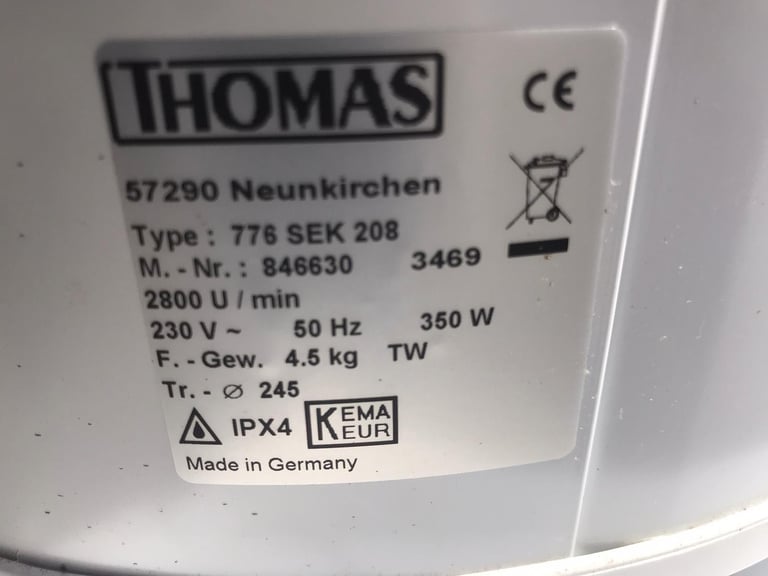 THOMAS
CE
57290 Neunkirchen
Type : 776 SEK 208
M. - Nr. : 846630 3469
2800 U / min
230 V ~ 50 Hz 350 W
F. - Gew. 4.5 kg TW
Tr. - ⌀ 245
IPX4 KEMA EUR
Made in Germany